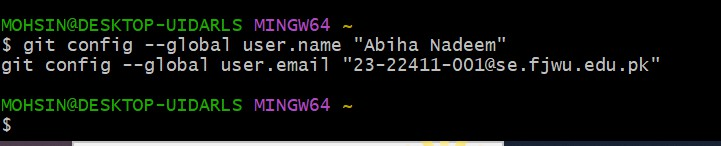 MOHSIN@DESKTOP-UIDARLS MINGW64 ~
$ git config --global user.name "Abiha Nadeem"
git config --global user.email "23-22411-001@se.fjwu.edu.pk"
MOHSIN@DESKTOP-UIDARLS MINGW64 ~
$